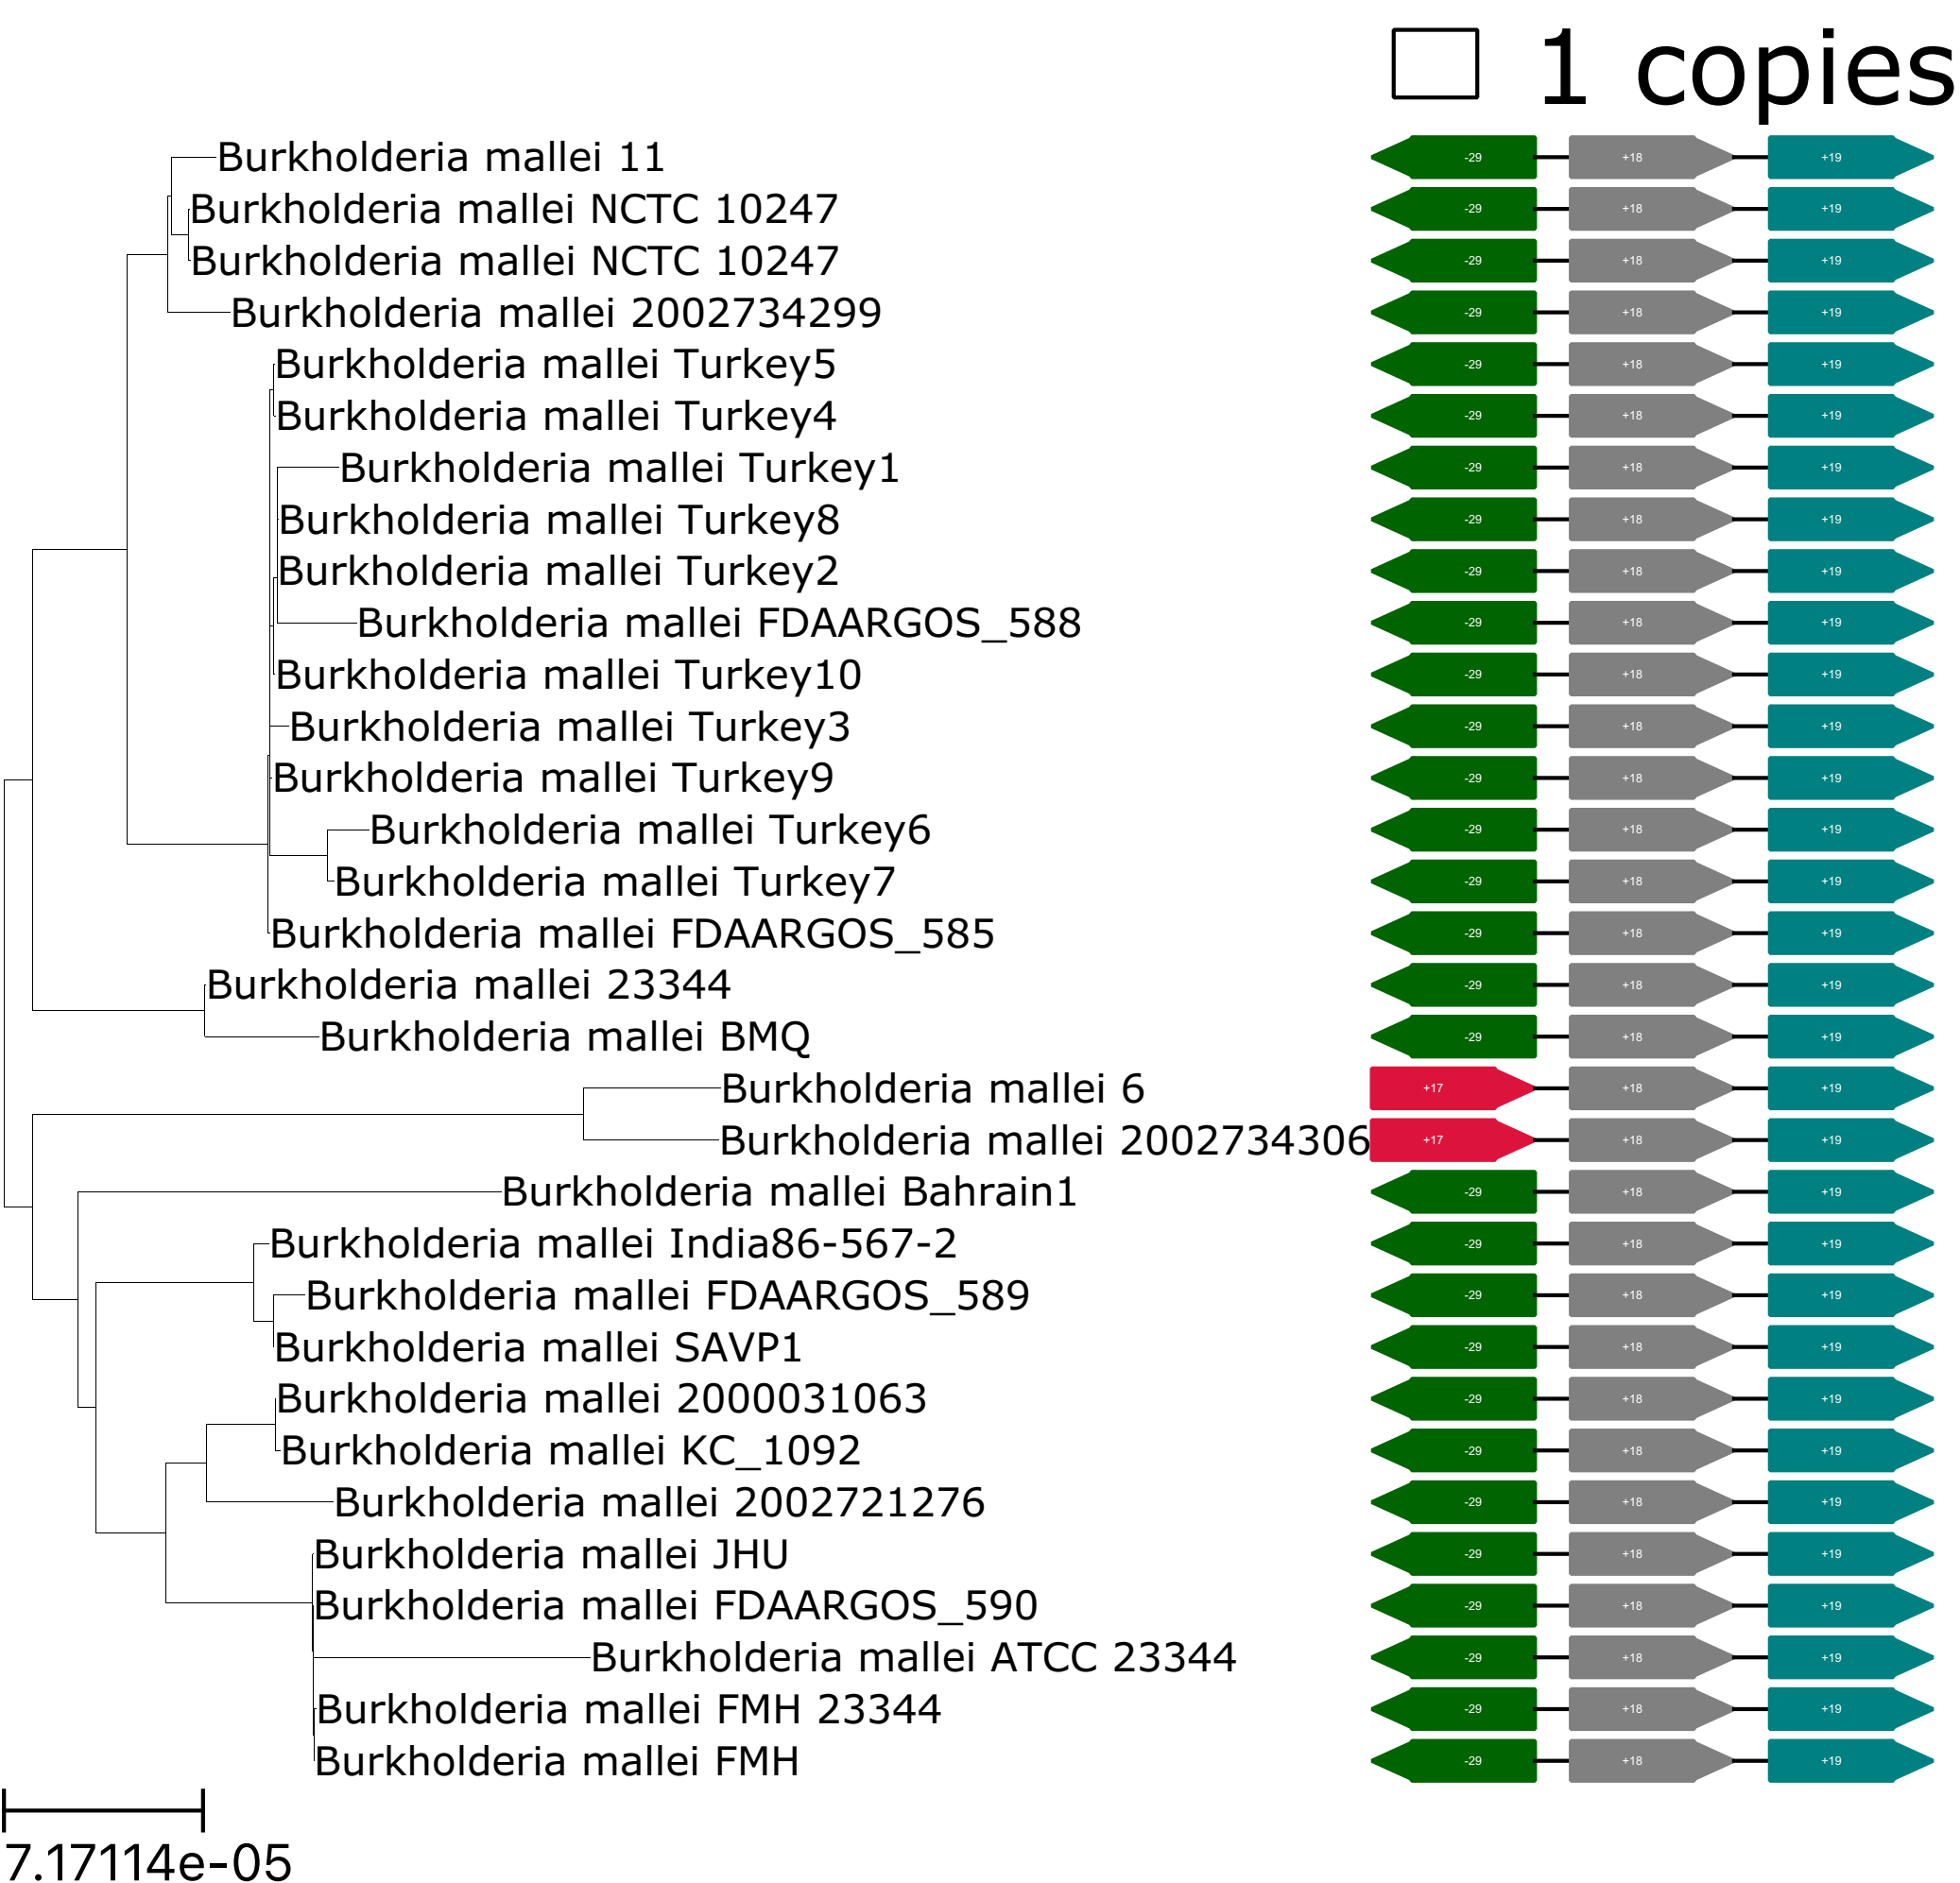 1 copies
Burkholderia mallei 11 -29 +18 +19
Burkholderia mallei NCTC 10247 -29 +18 +19
Burkholderia mallei NCTC 10247 -29 +18 +19
Burkholderia mallei 2002734299 -29 +18 +19
Burkholderia mallei Turkey5 -29 +18 +19
Burkholderia mallei Turkey4 -29 +18 +19
Burkholderia mallei Turkey1 -29 +18 +19
Burkholderia mallei Turkey8 -29 +18 +19
Burkholderia mallei Turkey2 -29 +18 +19
Burkholderia mallei FDAARGOS_588 -29 +18 +19
Burkholderia mallei Turkey10 -29 +18 +19
Burkholderia mallei Turkey3 -29 +18 +19
Burkholderia mallei Turkey9 -29 +18 +19
Burkholderia mallei Turkey6 -29 +18 +19
Burkholderia mallei Turkey7 -29 +18 +19
Burkholderia mallei FDAARGOS_585 -29 +18 +19
Burkholderia mallei 23344 -29 +18 +19
Burkholderia mallei BMQ -29 +18 +19
Burkholderia mallei 6 +17 +18 +19
Burkholderia mallei 2002734306 +17 +18 +19
Burkholderia mallei Bahrain1 -29 +18 +19
Burkholderia mallei India86-567-2 -29 +18 +19
Burkholderia mallei FDAARGOS_589 -29 +18 +19
Burkholderia mallei SAVP1 -29 +18 +19
Burkholderia mallei 2000031063 -29 +18 +19
Burkholderia mallei KC_1092 -29 +18 +19
Burkholderia mallei 2002721276 -29 +18 +19
Burkholderia mallei JHU -29 +18 +19
Burkholderia mallei FDAARGOS_590 -29 +18 +19
Burkholderia mallei ATCC 23344 -29 +18 +19
Burkholderia mallei FMH 23344 -29 +18 +19
Burkholderia mallei FMH -29 +18 +19
7.17114e-05